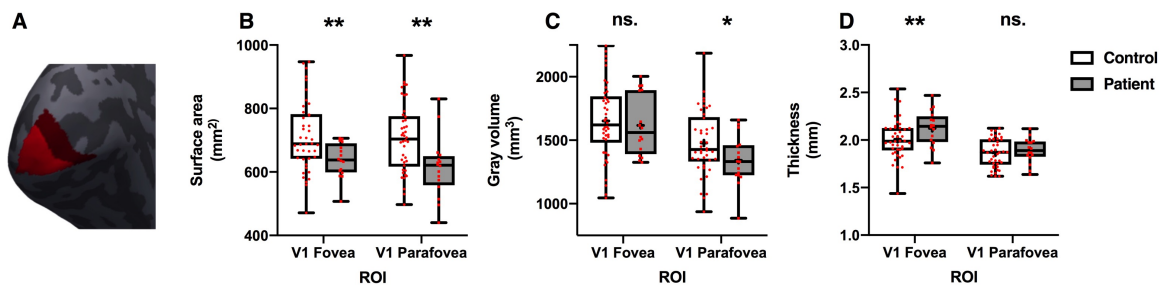 A
B
**
**
Surface area
(mm2)
1000
800
600
400
V1 Fovea
V1 Parafovea
ROI
C
ns.
*
Gray volume
(mm3)
2000
1500
1000
V1 Fovea
V1 Parafovea
ROI
D
**
ns.
Thickness
(mm)
3.0
2.5
2.0
1.5
1.0
V1 Fovea
V1 Parafovea
ROI
Control
Patient